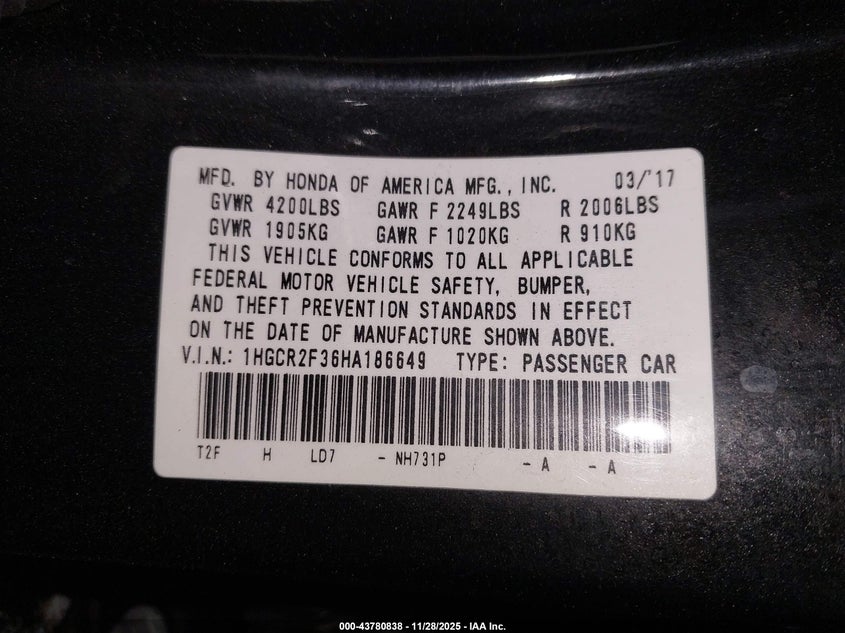 MFD. BY HONDA OF AMERICA MFG., INC. 03/'17
GVWR 4200LBS GAWR F 2249LBS R 2006LBS
GVWR 1905KG GAWR F 1020KG R 910KG
THIS VEHICLE CONFORMS TO ALL APPLICABLE
FEDERAL MOTOR VEHICLE SAFETY, BUMPER,
AND THEFT PREVENTION STANDARDS IN EFFECT
ON THE DATE OF MANUFACTURE SHOWN ABOVE.
V.I.N.: 1HGCR2F36HA186649 TYPE: PASSENGER CAR
T2F H LD7 - NH731P - A - A
000-43780838 - 11/28/2025 - IAA Inc.